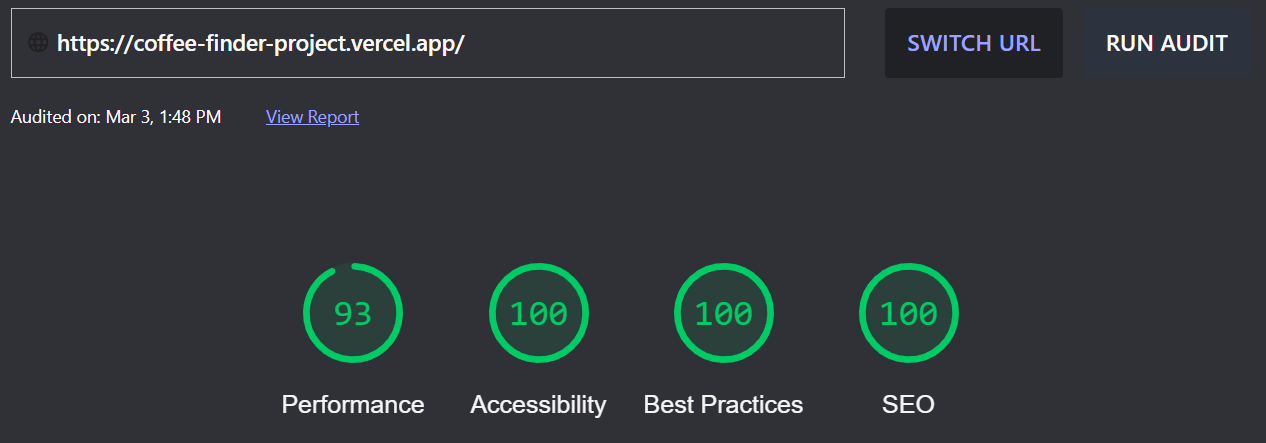 https://coffee-finder-project.vercel.app/ SWITCH URL RUN AUDIT
Audited on: Mar 3, 1:48 PM View Report
93 100 100 100
Performance Accessibility Best Practices SEO